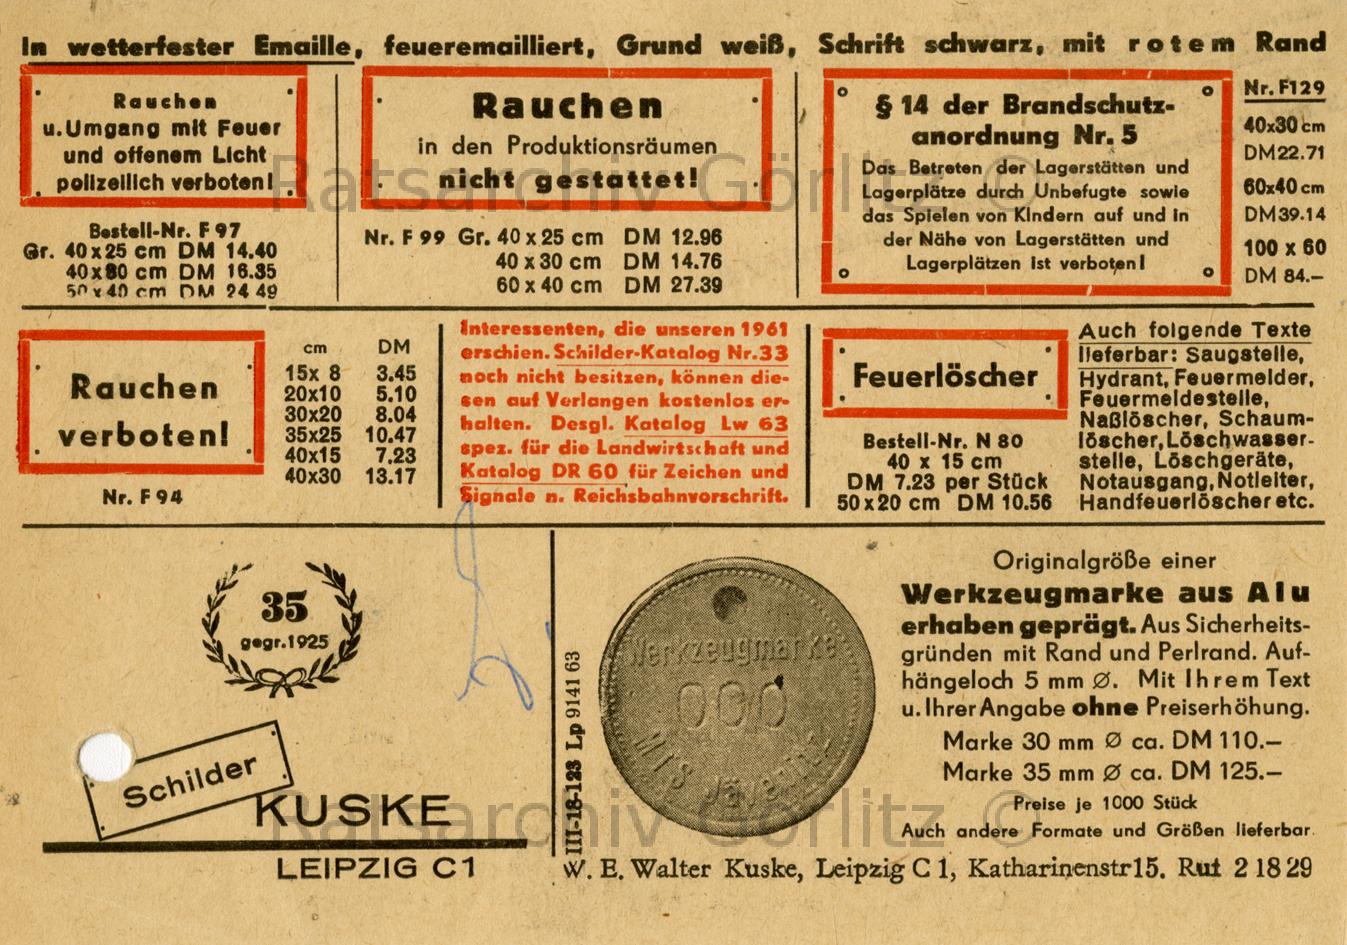 In wetterfester Emaille, feueremailliert, Grund weiß, Schrift schwarz, mit rotem Rand
Rauchen
u. Umgang mit Feuer
und offenem Licht
polizeilich verboten!
Bestell-Nr. F 97
Gr. 40x25 cm DM 14.40
40x30 cm DM 16.35
50x40 cm DM 24 49
Rauchen
in den Produktionsräumen
nicht gestattet!
Nr. F 99 Gr. 40 x 25 cm DM 12.96
40 x 30 cm DM 14.76
60 x 40 cm DM 27.39
§ 14 der Brandschutz-
anordnung Nr. 5
Das Betreten der Lagerstätten und
Lagerplätze durch Unbefugte sowie
das Spielen von Kindern auf und in
der Nähe von Lagerstätten und
Lagerplätzen ist verboten!
Nr. F129
40x30 cm
DM 22.71
60x40 cm
DM 39.14
100 x 60
DM 84.–
Rauchen
verboten!
Nr. F 94
cm DM
15x 8 3.45
20x10 5.10
30x20 8.04
35x25 10.47
40x15 7.23
40x30 13.17
Interessenten, die unseren 1961
erschien. Schilder-Katalog Nr. 33
noch nicht besitzen, können die-
sen auf Verlangen kostenlos er-
halten. Desgl. Katalog Lw 63
spez. für die Landwirtschaft und
Katalog DR 60 für Zeichen und
Signale n. Reichsbahnvorschrift.
Feuerlöscher
Bestell-Nr. N 80
40 x 15 cm
DM 7.23 per Stück
50x20 cm DM 10.56
Auch folgende Texte
lieferbar: Saugstelle,
Hydrant, Feuermelder,
Feuermeldestelle,
Naßlöscher, Schaum-
löscher, Löschwasser-
stelle, Löschgeräte,
Notausgang, Notleiter,
Handfeuerlöscher etc.
35
gegr. 1925
Schilder
KUSKE
LEIPZIG C1
III-18-123 Lp 9141 63
Werkzeugmarke
000
MTS Jävenitz
Originalgröße einer
Werkzeugmarke aus Alu
erhaben geprägt. Aus Sicherheits-
gründen mit Rand und Perlrand. Auf-
hängeloch 5 mm Ø. Mit Ihrem Text
u. Ihrer Angabe ohne Preiserhöhung.
Marke 30 mm Ø ca. DM 110.–
Marke 35 mm Ø ca. DM 125.–
Preise je 1000 Stück
Auch andere Formate und Größen lieferbar.
W. E. Walter Kuske, Leipzig C 1, Katharinenstr 15. Ruf 2 18 29
Ratsarchiv Görlitz ©
Ratsarchiv Görlitz ©